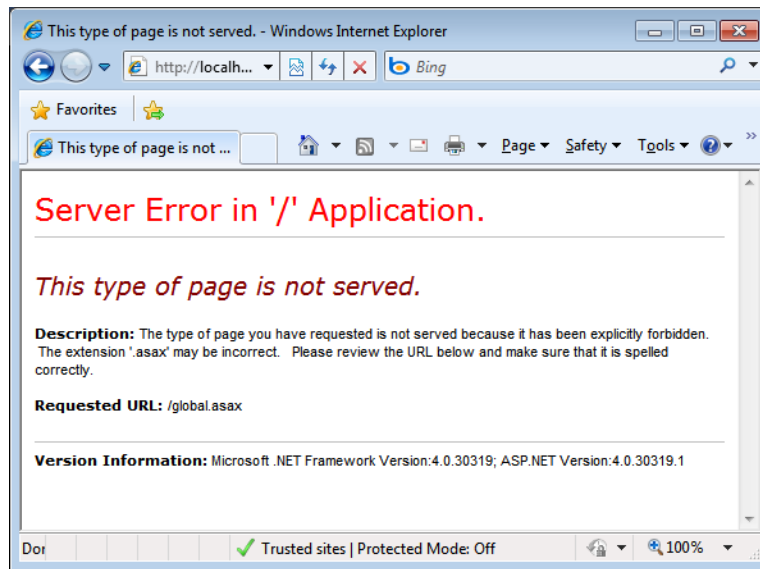 This type of page is not served. - Windows Internet Explorer
http://localh...
Bing
Favorites
This type of page is not ...
Page
Safety
Tools
»
Server Error in '/' Application.
This type of page is not served.
Description: The type of page you have requested is not served because it has been explicitly forbidden.
The extension '.asax' may be incorrect.   Please review the URL below and make sure that it is spelled
correctly.
Requested URL: /global.asax
Version Information: Microsoft .NET Framework Version:4.0.30319; ASP.NET Version:4.0.30319.1
Trusted sites | Protected Mode: Off
100%